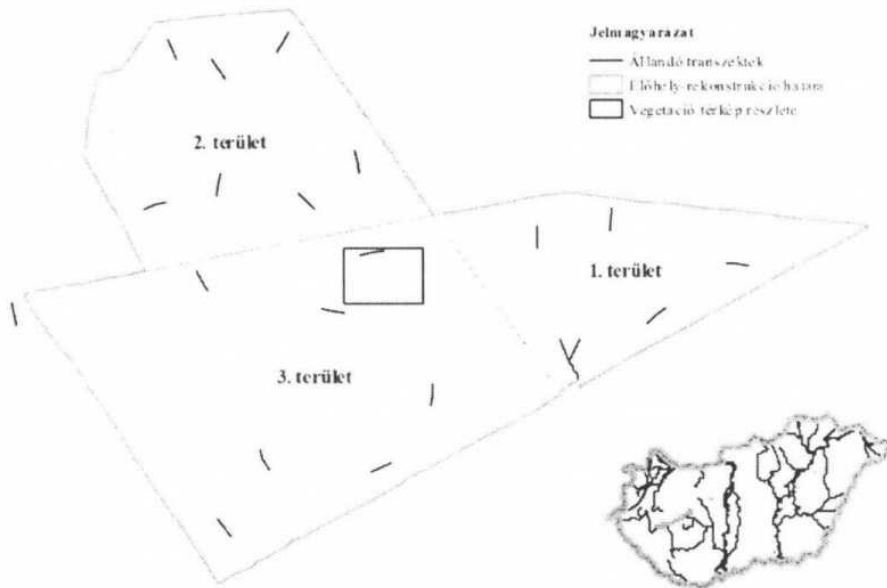 Jelmagyarázat
Állandó transzektek
Élőhely-rekonstrukció határa
Vegetáció térkép részlete
2. terület
1. terület
3. terület